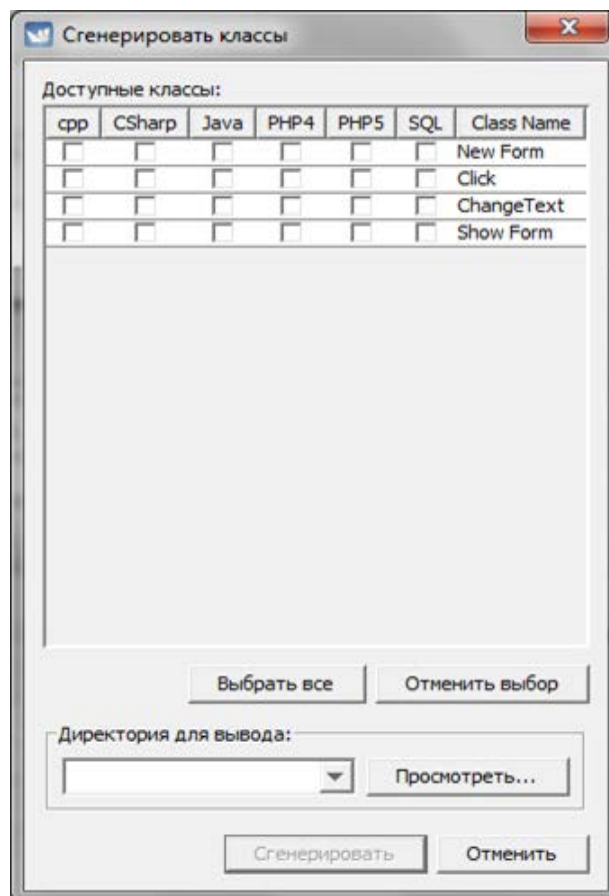 Сгенерировать классы
Доступные классы:
cpp CSharp Java PHP4 PHP5 SQL Class Name
New Form
Click
ChangeText
Show Form
Выбрать все Отменить выбор
Директория для вывода:
Просмотреть...
Сгенерировать Отменить